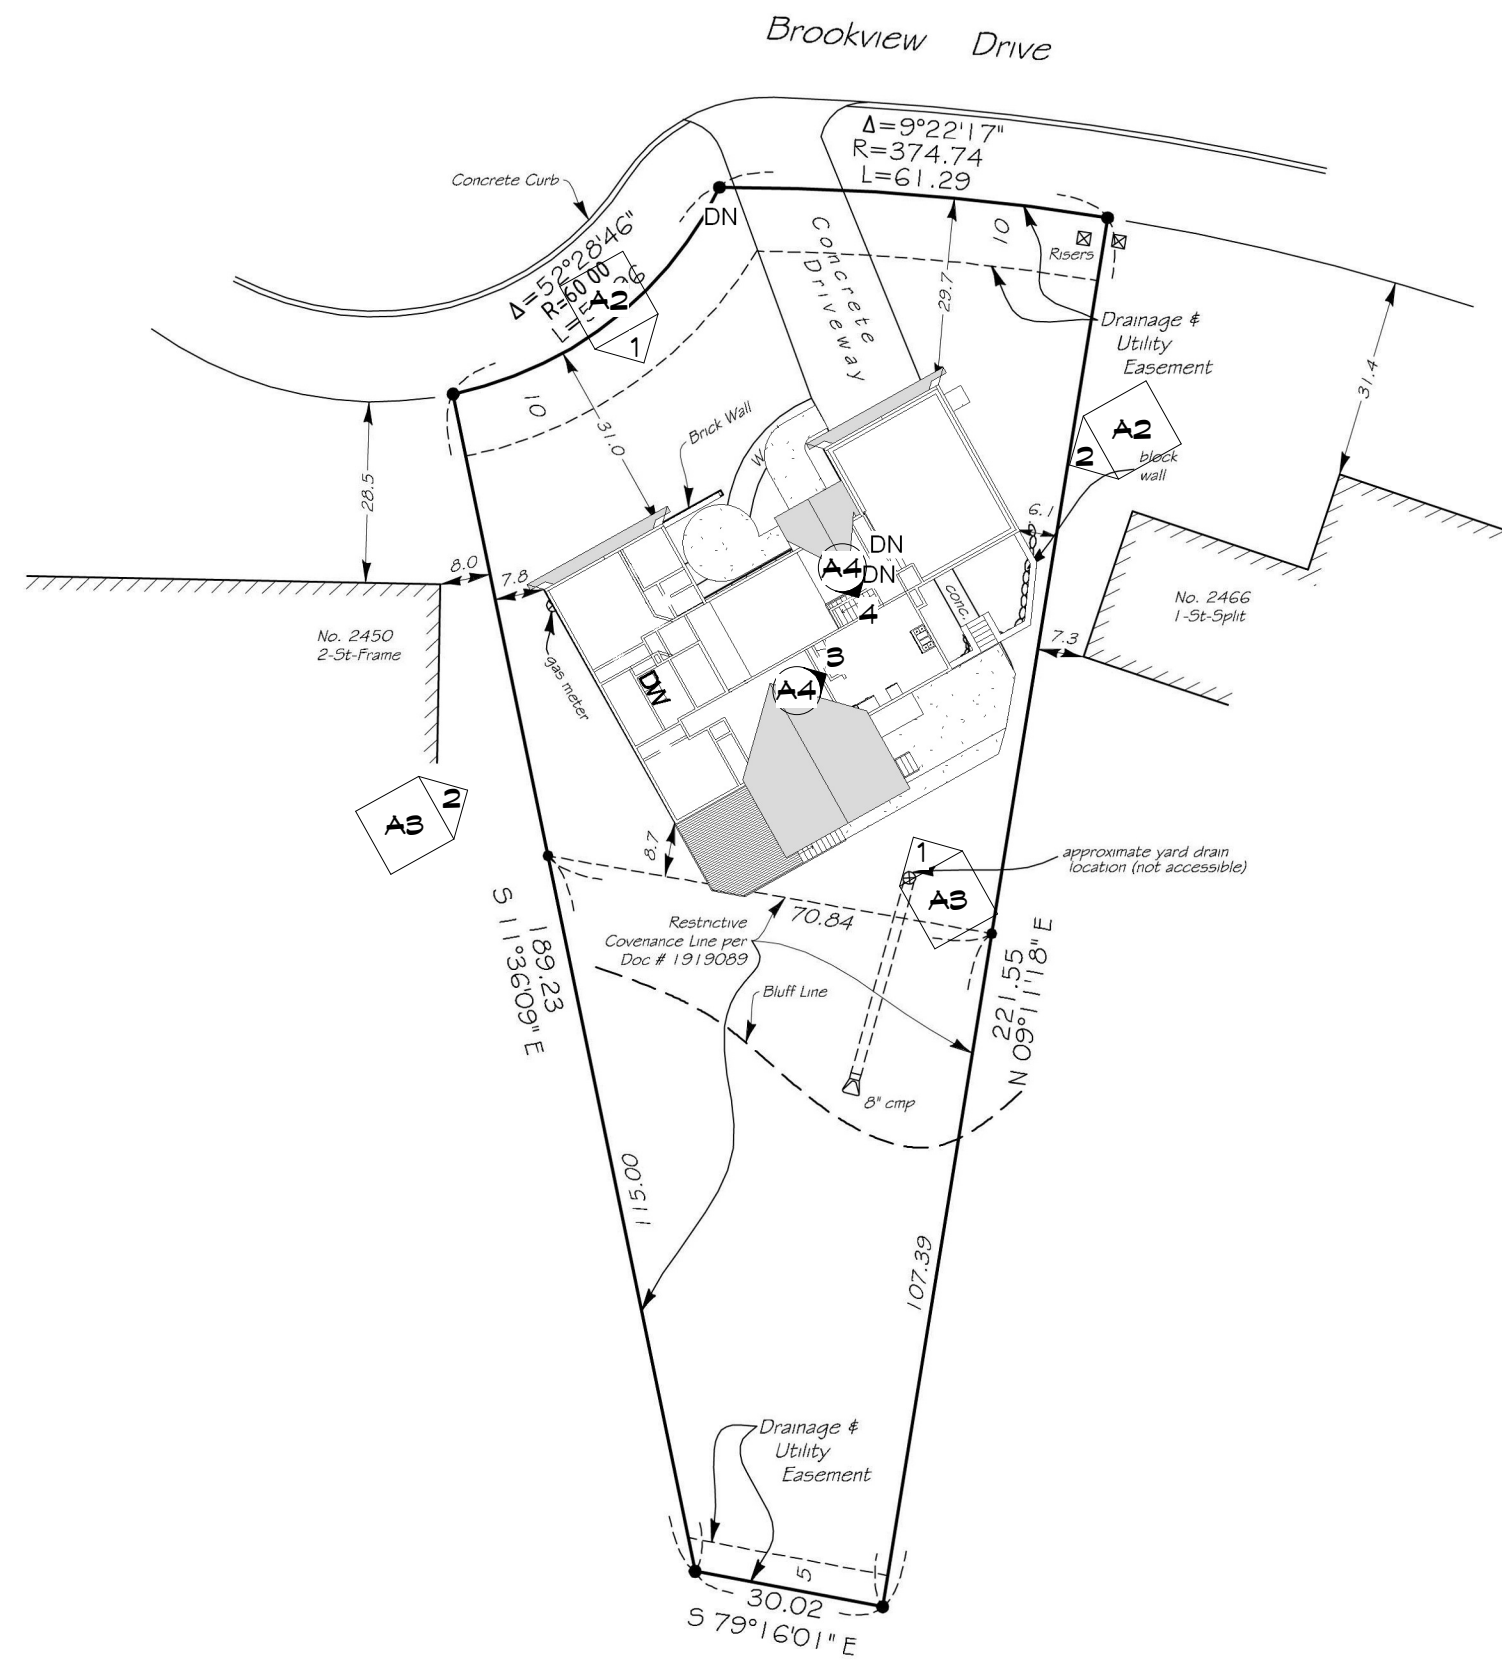 Brookview Drive
Δ=9°22'17"
R=374.74
L=61.29
Concrete Curb
DN
Δ=52°28'46"
R=60.00
A2
1
10
Risers
Concrete
Driveway
29.7
Drainage &
Utility
Easement
31.4
10
31.0
Brick Wall
W
A2
2
block
wall
28.5
6.1
8.0
7.8
DN
A4
DN
4
No. 2450
2-St-Frame
No. 2466
1-St-Split
conc.
7.3
gas meter
DW
3
A4
A3
2
8.7
1
A3
approximate yard drain
location (not accessible)
70.84
Restrictive
Covenance Line per
Doc # 1919089
189.23
S 11°36'09" E
221.55
N 09°11'18" E
Bluff Line
8" cmp
115.00
107.39
Drainage &
Utility
Easement
5
30.02
S 79°16'01" E